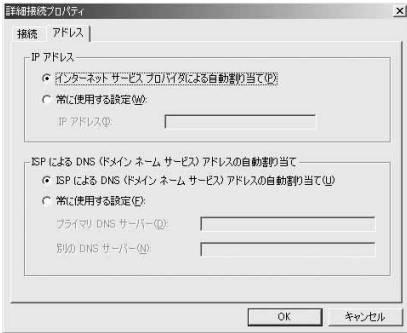 詳細接続プロパティ
接続 アドレス
IP アドレス
インターネット サービス プロバイダによる自動割り当て(P)
常に使用する設定(W):
IP アドレス(I):
ISP による DNS (ドメイン ネーム サービス) アドレスの自動割り当て
ISP による DNS (ドメイン ネーム サービス) アドレスの自動割り当て(U)
常に使用する設定(F):
プライマリ DNS サーバー(D):
別の DNS サーバー(N):
OK キャンセル